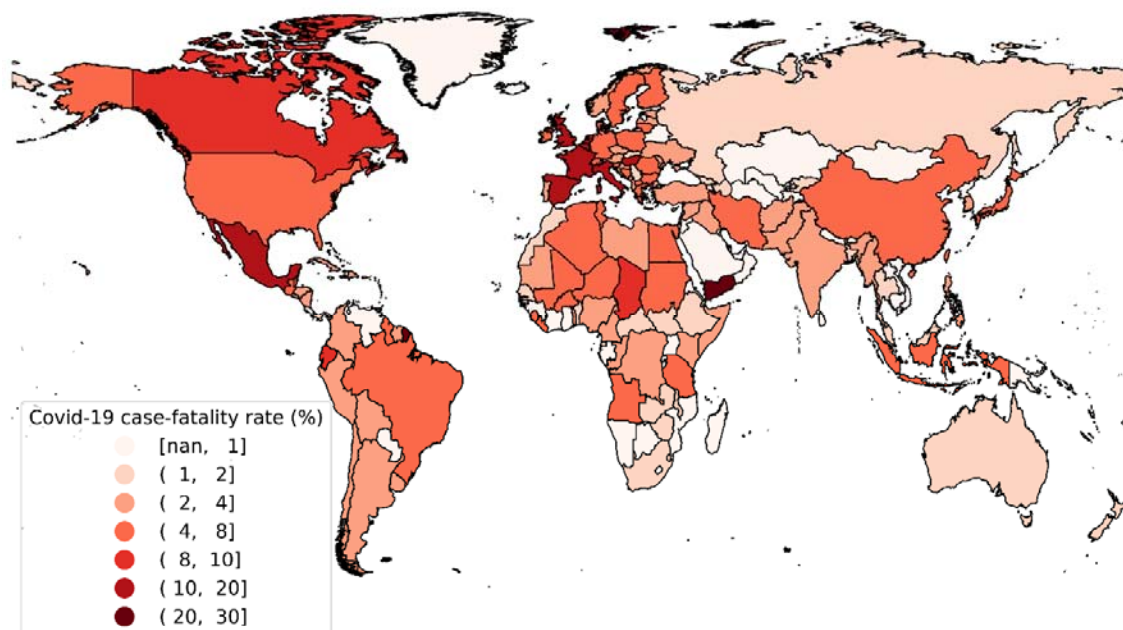 Covid-19 case-fatality rate (%)
[nan, 1]
( 1, 2]
( 2, 4]
( 4, 8]
( 8, 10]
( 10, 20]
( 20, 30]